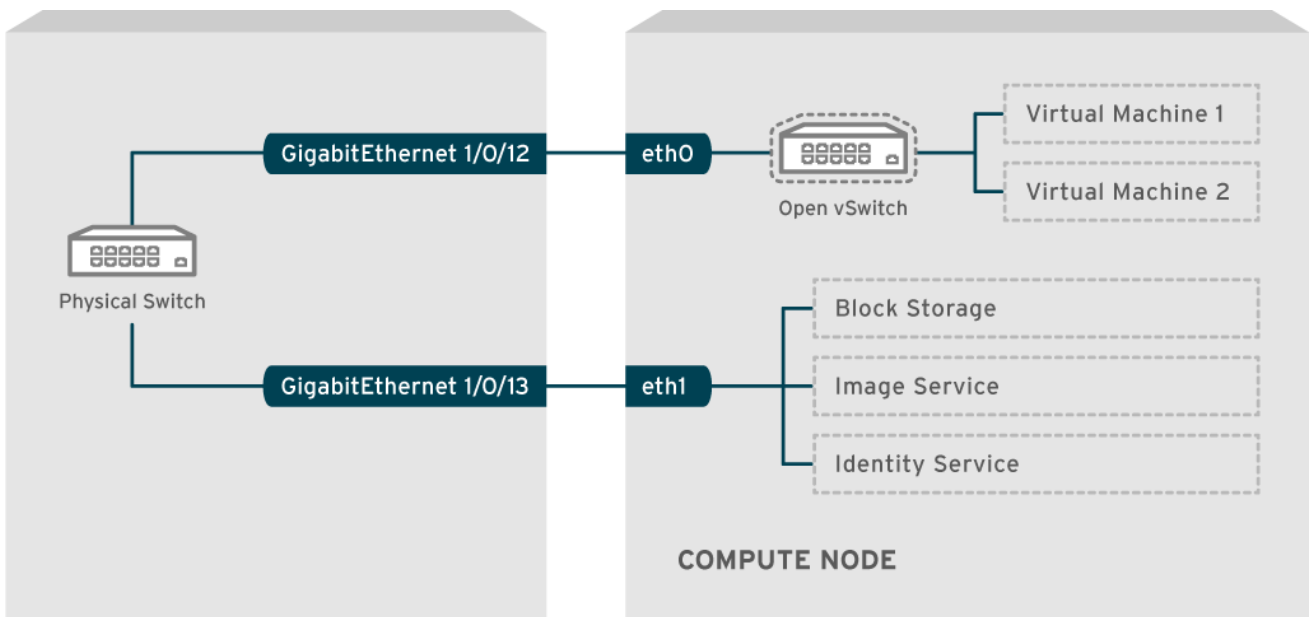 GigabitEthernet 1/0/12
eth0
Open vSwitch
Virtual Machine 1
Virtual Machine 2
Physical Switch
GigabitEthernet 1/0/13
eth1
Block Storage
Image Service
Identity Service
COMPUTE NODE